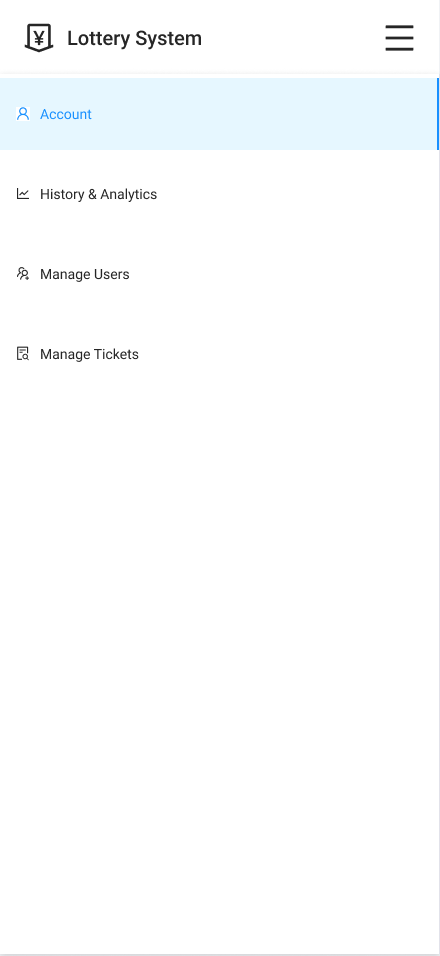 Lottery System
Account
History & Analytics
Manage Users
Manage Tickets